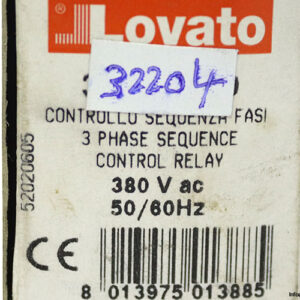 Lovato
32204
CONTROLLO SEQUENZA FASI
3 PHASE SEQUENCE
CONTROL RELAY
380 V ac
50/60Hz
CE
8 013975 013885
52020605